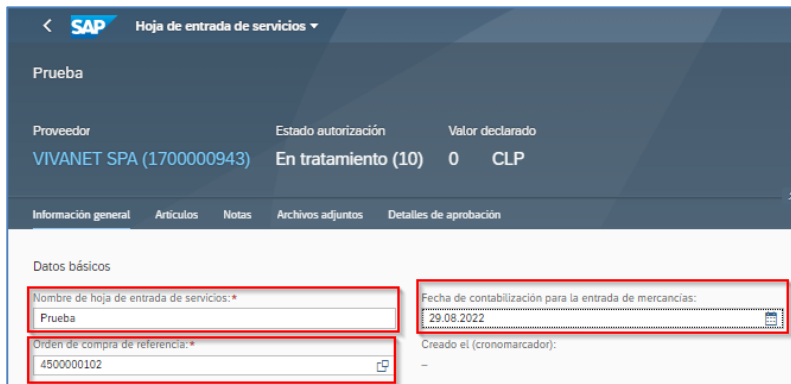 SAP Hoja de entrada de servicios
Prueba
Proveedor Estado autorización Valor declarado
VIVANET SPA (1700000943) En tratamiento (10) 0 CLP
Información general Artículos Notas Archivos adjuntos Detalles de aprobación
Datos básicos
Nombre de hoja de entrada de servicios:* Fecha de contabilización para la entrada de mercancías:
Prueba 29.08.2022
Orden de compra de referencia:* Creado el (cronomarcador):
4500000102 –